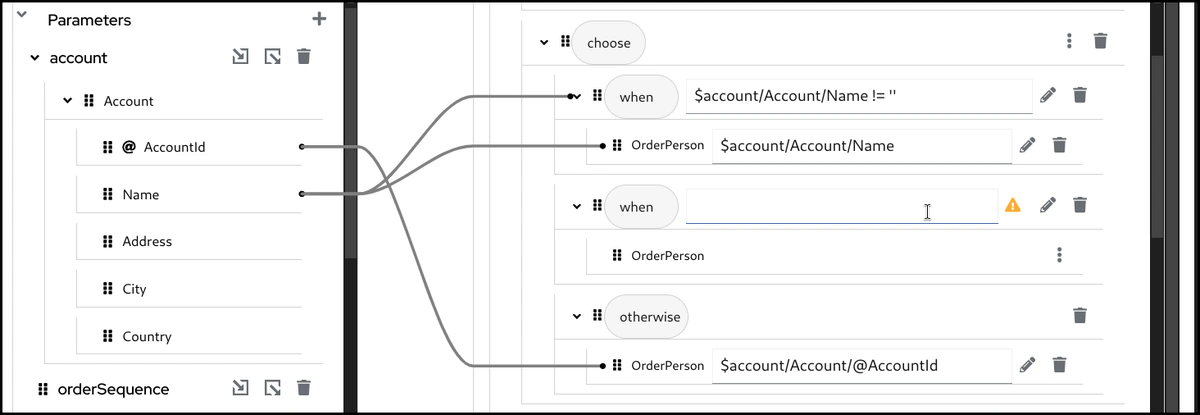 Parameters
account
Account
@ AccountId
Name
Address
City
Country
orderSequence
choose
when $account/Account/Name != ''
OrderPerson $account/Account/Name
when
OrderPerson
otherwise
OrderPerson $account/Account/@AccountId